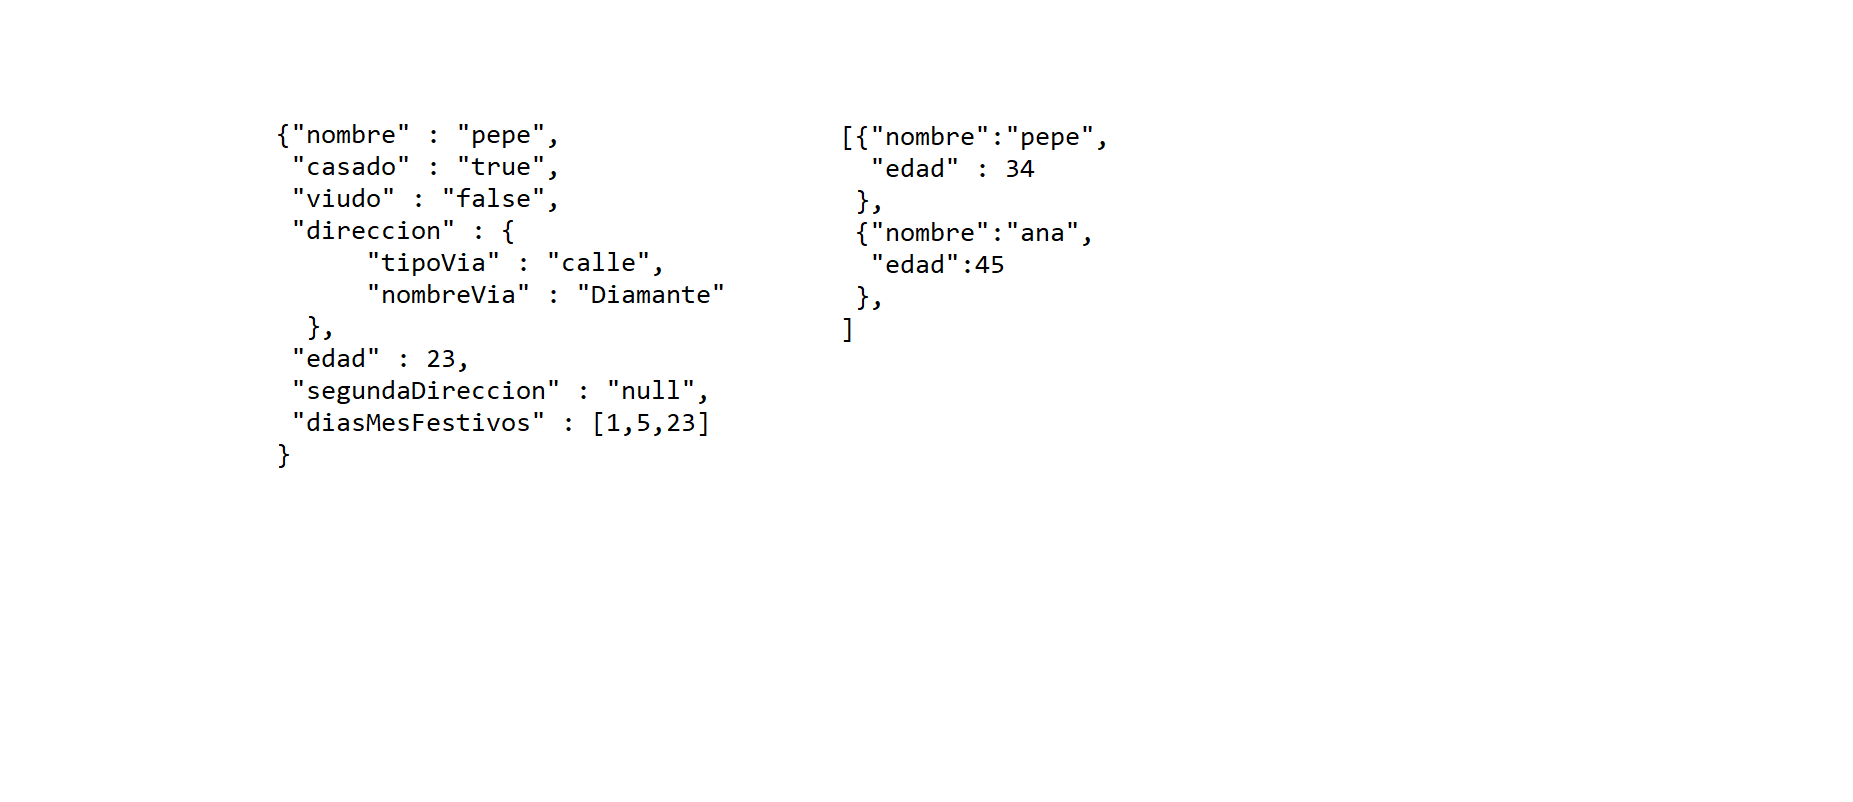 {"nombre" : "pepe",
 "casado" : "true",
 "viudo" : "false",
 "direccion" : {
      "tipoVia" : "calle",
      "nombreVia" : "Diamante"
  },
 "edad" : 23,
 "segundaDireccion" : "null",
 "diasMesFestivos" : [1,5,23]
}
[{"nombre":"pepe",
  "edad" : 34
 },
 {"nombre":"ana",
  "edad":45
 },
]